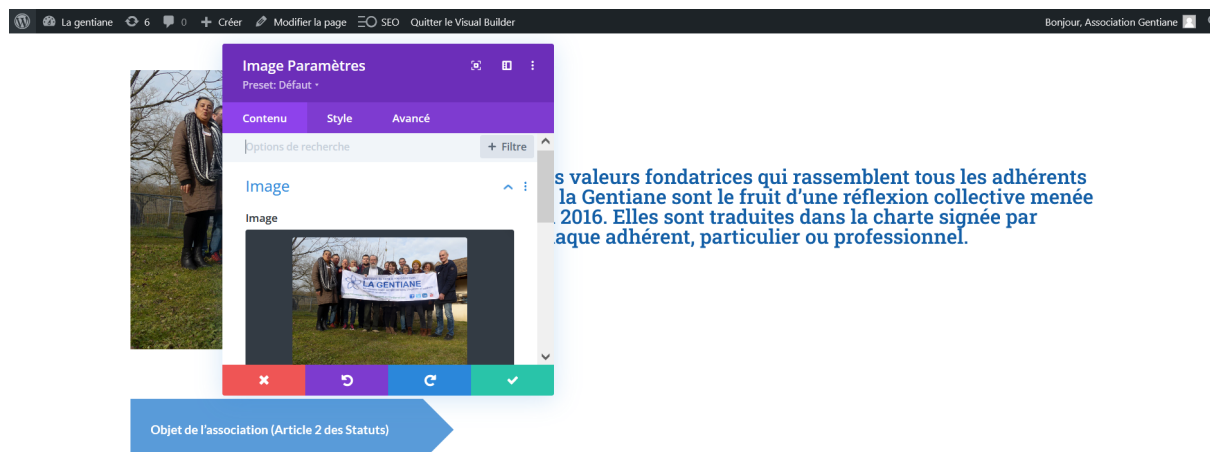 La gentiane 6 0 + Créer Modifier la page SEO Quitter le Visual Builder Bonjour, Association Gentiane
Image Paramètres
Preset: Défaut
Contenu Style Avancé
Options de recherche + Filtre
Image
Image
LA GENTIANE
s valeurs fondatrices qui rassemblent tous les adhérents
la Gentiane sont le fruit d’une réflexion collective menée
2016. Elles sont traduites dans la charte signée par
aque adhérent, particulier ou professionnel.
Objet de l’association (Article 2 des Statuts)